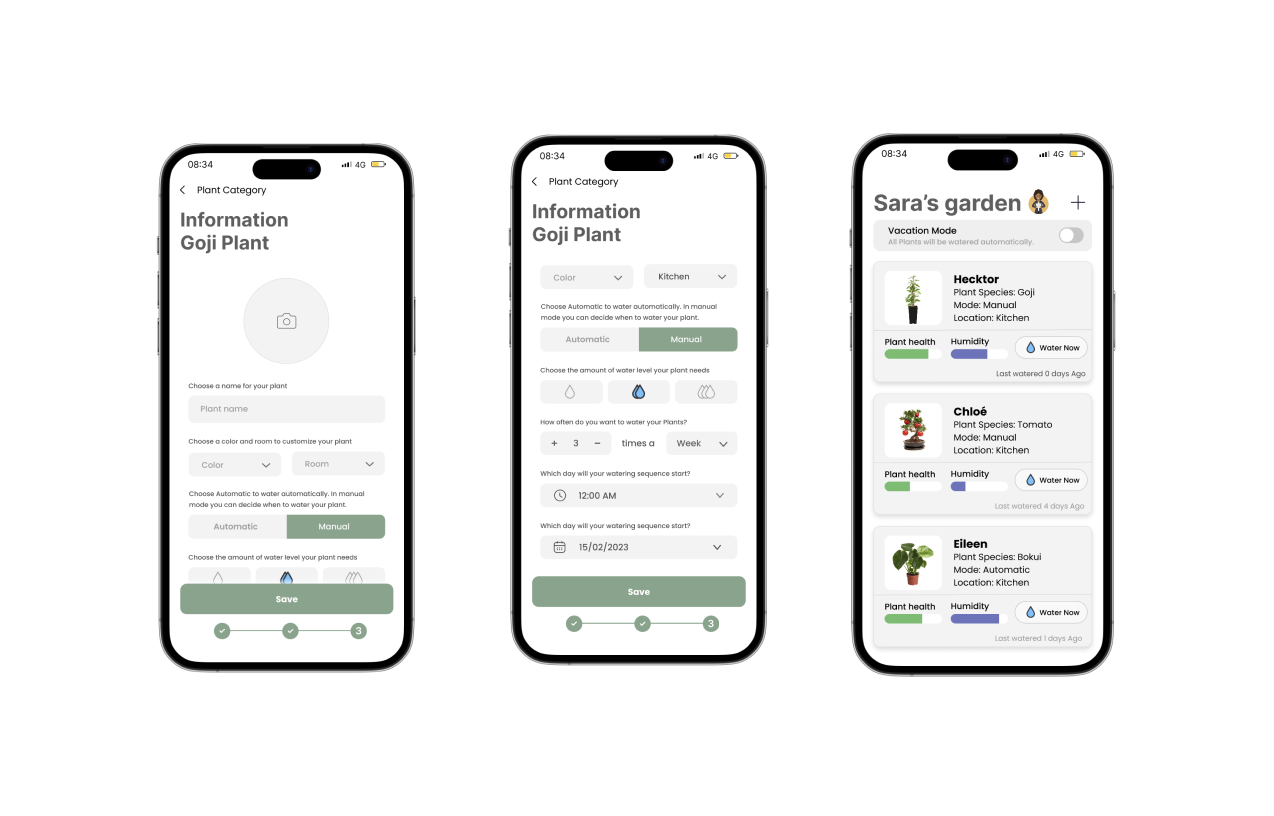 08:34
4G
Plant Category
Information
Goji Plant
Choose a name for your plant
Plant name
Choose a color and room to customize your plant
Color
Room
Choose Automatic to water automatically. In manual
mode you can decide when to water your plant.
Automatic
Manual
Choose the amount of water level your plant needs
Save
3
08:34
4G
Plant Category
Information
Goji Plant
Color
Kitchen
Choose Automatic to water automatically. In manual
mode you can decide when to water your plant.
Automatic
Manual
Choose the amount of water level your plant needs
How often do you want to water your Plants?
+ 3 − times a Week
Which day will your watering sequence start?
12:00 AM
Which day will your watering sequence start?
15/02/2023
Save
3
08:34
4G
Sara’s garden
+
Vacation Mode
All Plants will be watered automatically.
Hecktor
Plant Species: Goji
Mode: Manual
Location: Kitchen
Plant health
Humidity
Water Now
Last watered 0 days Ago
Chloé
Plant Species: Tomato
Mode: Manual
Location: Kitchen
Plant health
Humidity
Water Now
Last watered 4 days Ago
Eileen
Plant Species: Bokui
Mode: Automatic
Location: Kitchen
Plant health
Humidity
Water Now
Last watered 1 days Ago